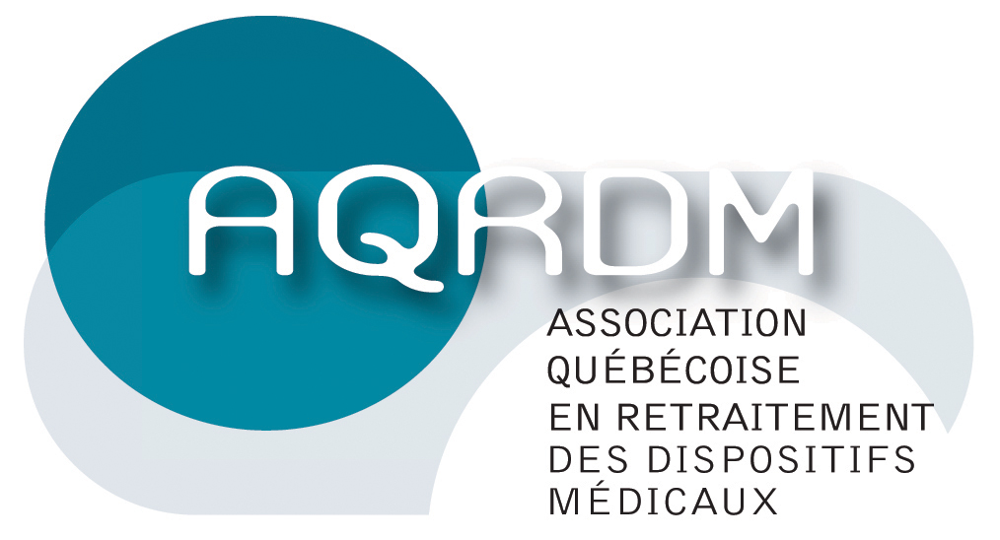 AQRDM
ASSOCIATION
QUÉBÉCOISE
EN RETRAITEMENT
DES DISPOSITIFS
MÉDICAUX